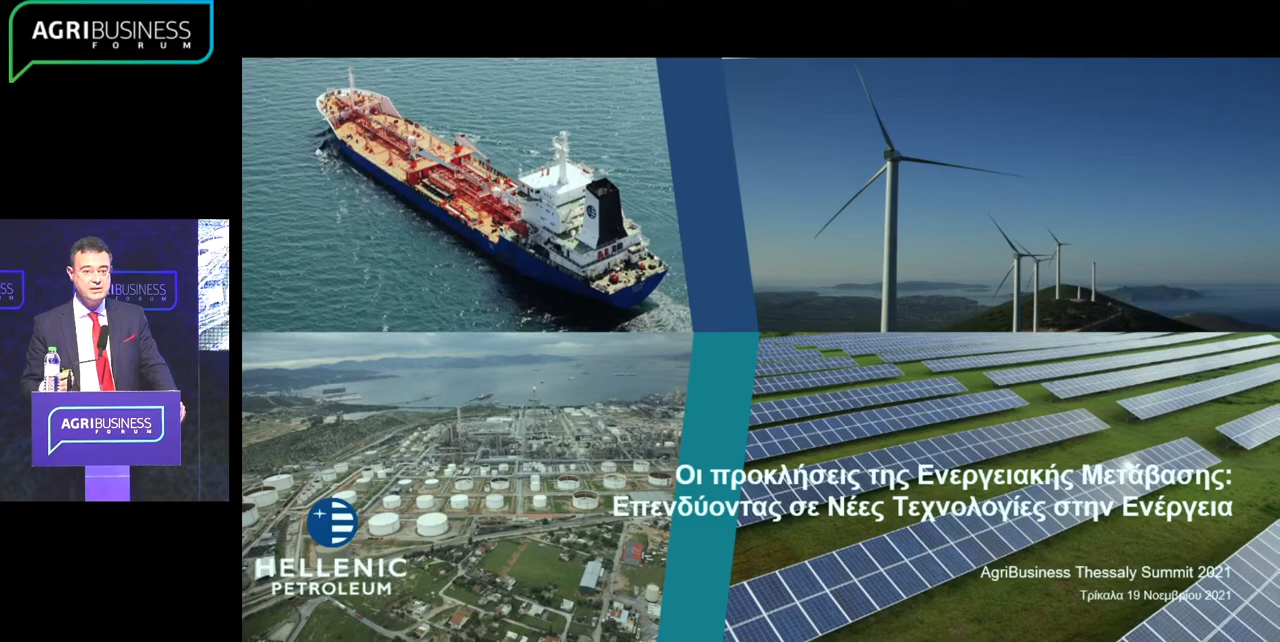 AGRIBUSINESS
FORUM
BUSINESS
FORUM
AGRIBUSINESS
FORUM
Οι προκλήσεις της Ενεργειακής Μετάβασης:
Επενδύοντας σε Νέες Τεχνολογίες στην Ενέργεια
HELLENIC
PETROLEUM
AgriBusiness Thessaly Summit 2021
Τρίκαλα 19 Νοεμβρίου 2021